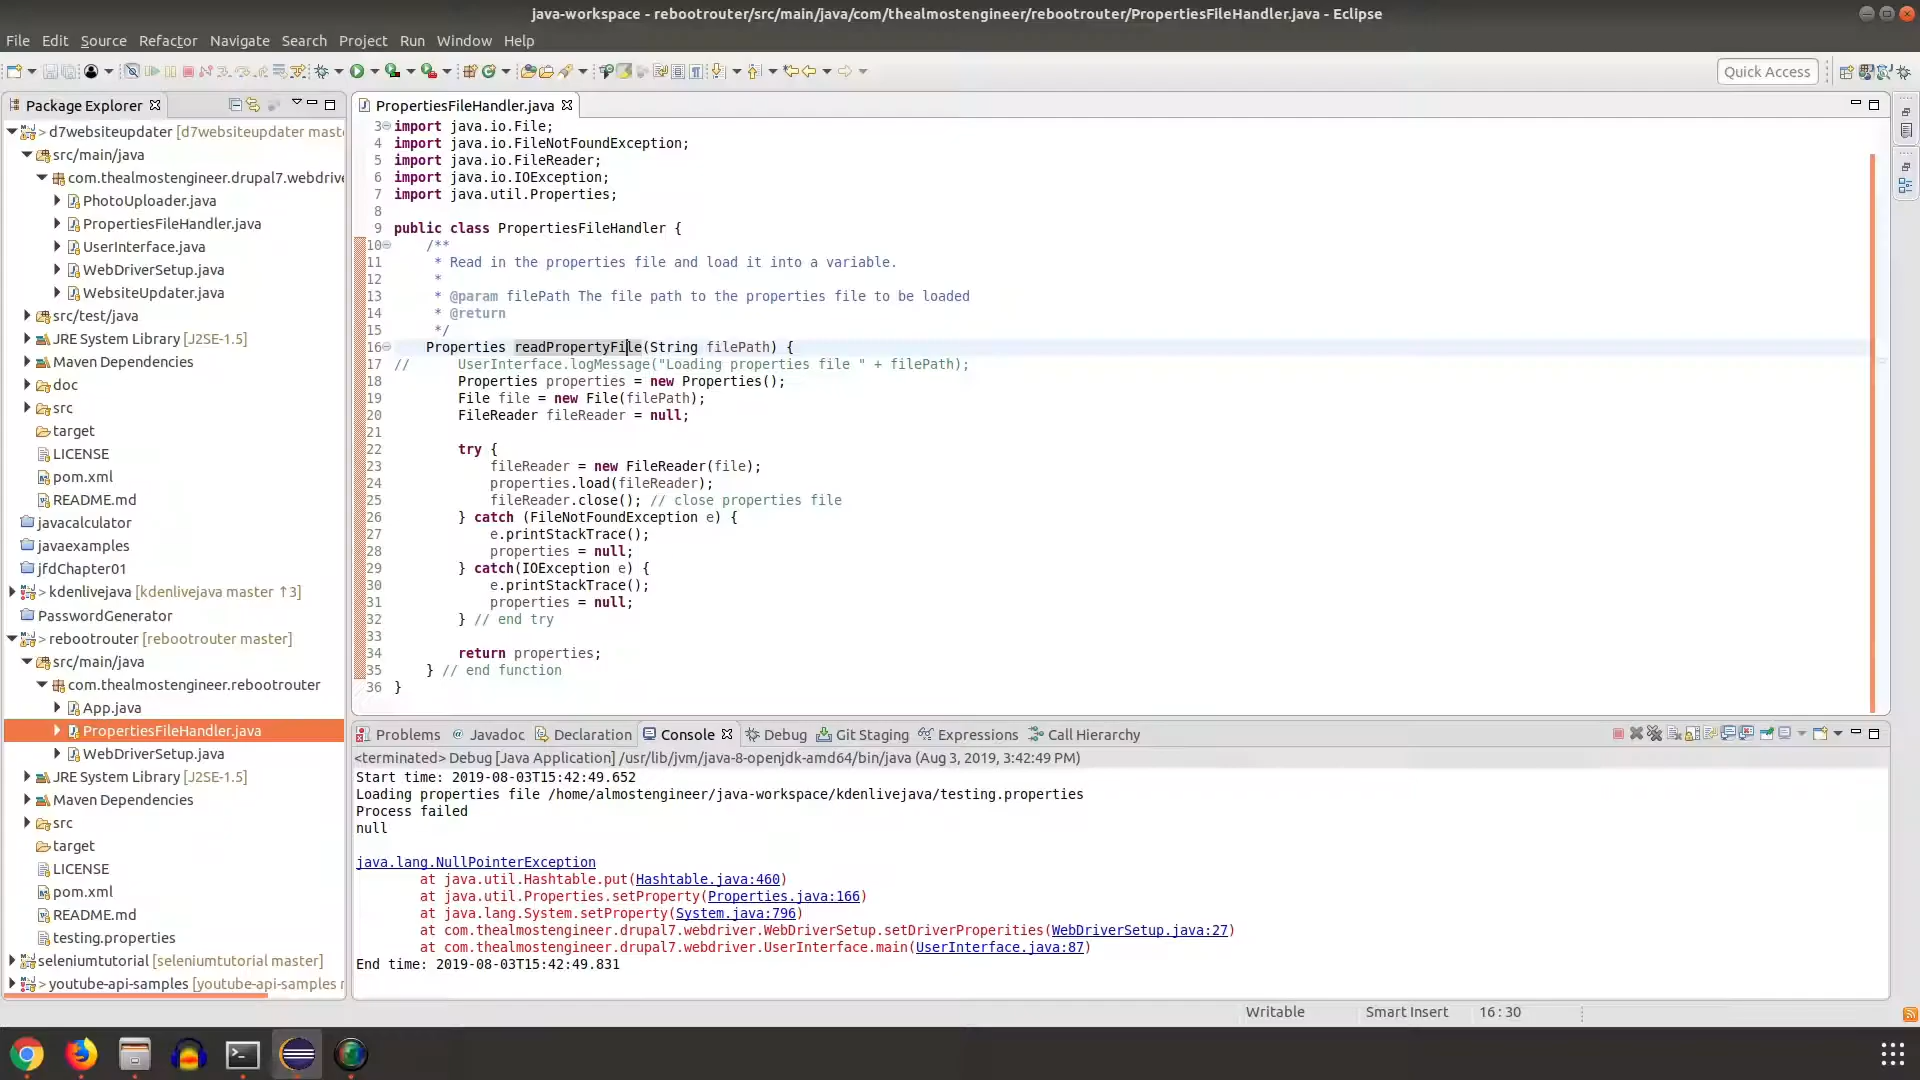 java-workspace - rebootrouter/src/main/java/com/thealmostengineer/rebootrouter/PropertiesFileHandler.java - Eclipse
File Edit Source Refactor Navigate Search Project Run Window Help
Quick Access
Package Explorer
> d7websiteupdater [d7websiteupdater mast
src/main/java
com.thealmostengineer.drupal7.webdrive
PhotoUploader.java
PropertiesFileHandler.java
UserInterface.java
WebDriverSetup.java
WebsiteUpdater.java
src/test/java
JRE System Library [J2SE-1.5]
Maven Dependencies
doc
src
target
LICENSE
pom.xml
README.md
javacalculator
javaexamples
jfdChapter01
> kdenlivejava [kdenlivejava master ↑3]
PasswordGenerator
> rebootrouter [rebootrouter master]
src/main/java
com.thealmostengineer.rebootrouter
App.java
PropertiesFileHandler.java
WebDriverSetup.java
JRE System Library [J2SE-1.5]
Maven Dependencies
src
target
LICENSE
pom.xml
README.md
testing.properties
seleniumtutorial [seleniumtutorial master]
> youtube-api-samples [youtube-api-samples r
PropertiesFileHandler.java
3 import java.io.File;
4 import java.io.FileNotFoundException;
5 import java.io.FileReader;
6 import java.io.IOException;
7 import java.util.Properties;
8
9 public class PropertiesFileHandler {
10 /**
11 * Read in the properties file and load it into a variable.
12 *
13 * @param filePath The file path to the properties file to be loaded
14 * @return
15 */
16 Properties readPropertyFile(String filePath) {
17 // UserInterface.logMessage("Loading properties file " + filePath);
18 Properties properties = new Properties();
19 File file = new File(filePath);
20 FileReader fileReader = null;
21
22 try {
23 fileReader = new FileReader(file);
24 properties.load(fileReader);
25 fileReader.close(); // close properties file
26 } catch (FileNotFoundException e) {
27 e.printStackTrace();
28 properties = null;
29 } catch(IOException e) {
30 e.printStackTrace();
31 properties = null;
32 } // end try
33
34 return properties;
35 } // end function
36 }
Problems Javadoc Declaration Console Debug Git Staging Expressions Call Hierarchy
<terminated> Debug [Java Application] /usr/lib/jvm/java-8-openjdk-amd64/bin/java (Aug 3, 2019, 3:42:49 PM)
Start time: 2019-08-03T15:42:49.652
Loading properties file /home/almostengineer/java-workspace/kdenlivejava/testing.properties
Process failed
null
java.lang.NullPointerException
at java.util.Hashtable.put(Hashtable.java:460)
at java.util.Properties.setProperty(Properties.java:166)
at java.lang.System.setProperty(System.java:796)
at com.thealmostengineer.drupal7.webdriver.WebDriverSetup.setDriverProperities(WebDriverSetup.java:27)
at com.thealmostengineer.drupal7.webdriver.UserInterface.main(UserInterface.java:87)
End time: 2019-08-03T15:42:49.831
Writable Smart Insert 16 : 30